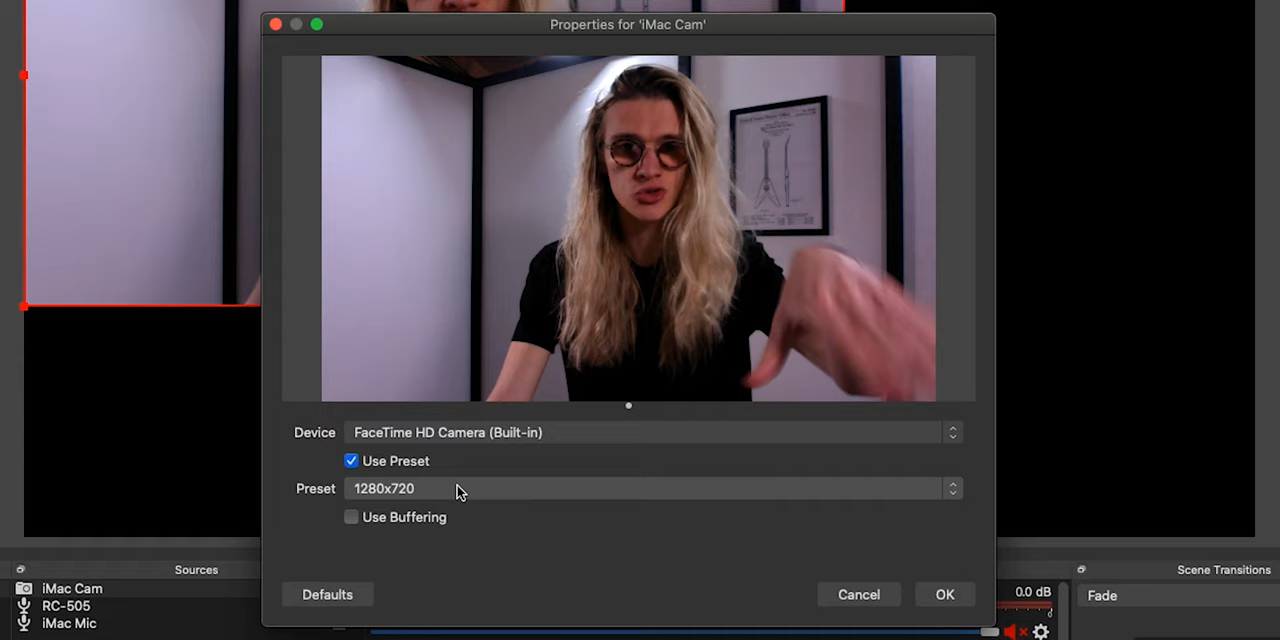 Properties for 'iMac Cam'
Device FaceTime HD Camera (Built-in)
Use Preset
Preset 1280x720
Use Buffering
Defaults Cancel OK
Sources Scene Transitions
iMac Cam
RC-505
iMac Mic
0.0 dB
Fade